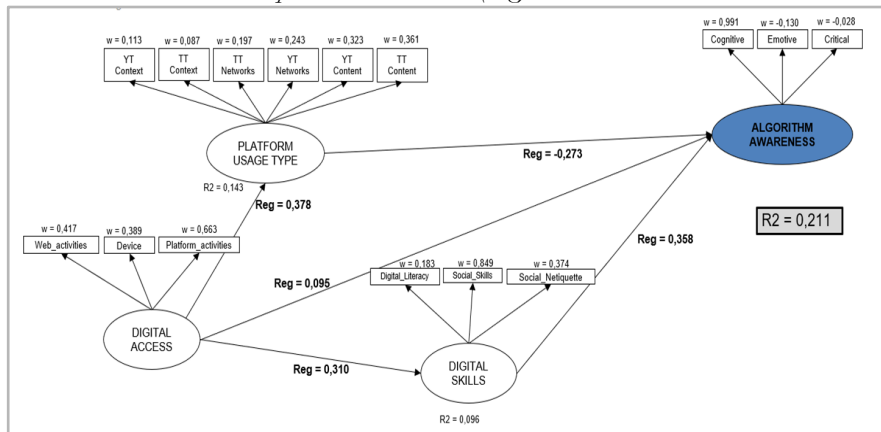 w = 0,113
w = 0,087
w = 0,197
w = 0,243
w = 0,323
w = 0,361
YT
Context
TT
Context
TT
Networks
YT
Networks
YT
Content
TT
Content
w = 0,991
w = -0,130
w = -0,028
Cognitive
Emotive
Critical
PLATFORM
USAGE TYPE
R2 = 0,143
ALGORITHM
AWARENESS
Reg = -0,273
Reg = 0,378
R2 = 0,211
w = 0,417
w = 0,389
w = 0,663
Web_activities
Device
Platform_activities
Reg = 0,358
w = 0,183
w = 0,849
w = 0,374
Digital_Literacy
Social_Skills
Social_Netiquette
Reg = 0,095
DIGITAL
ACCESS
Reg = 0,310
DIGITAL
SKILLS
R2 = 0,096